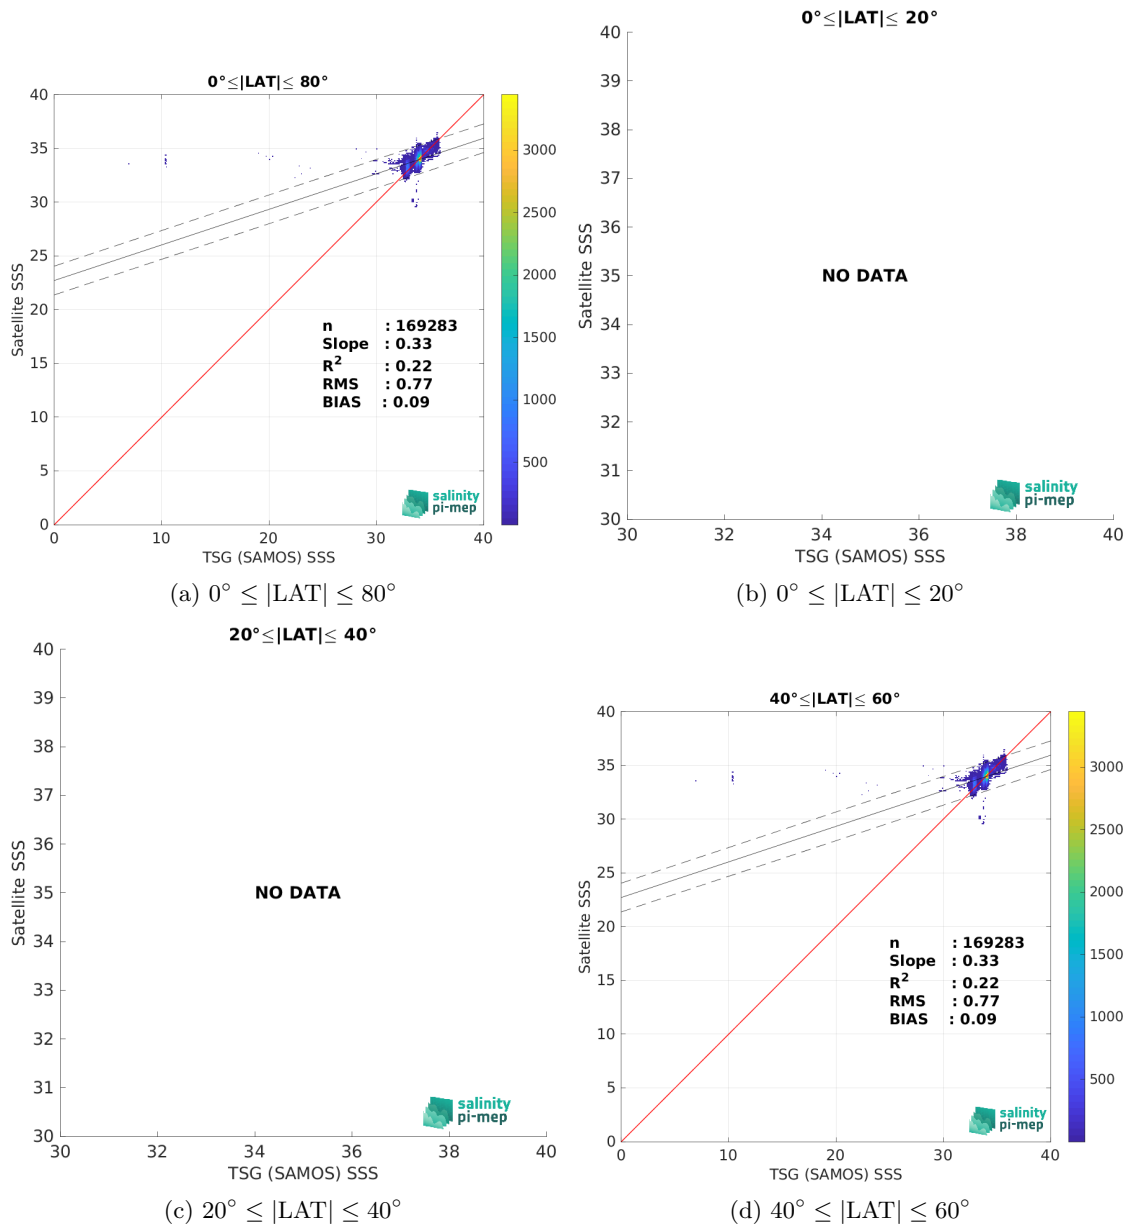 0°≤|LAT|≤ 80°
40
35
30
25
20
15
10
5
0
Satellite SSS
0
10
20
30
40
TSG (SAMOS) SSS
3000
2500
2000
1500
1000
500
n : 169283
Slope : 0.33
R² : 0.22
RMS : 0.77
BIAS : 0.09
salinity
pi-mep
(a) 0° ≤ |LAT| ≤ 80°
0°≤|LAT|≤ 20°
40
39
38
37
36
35
34
33
32
31
30
Satellite SSS
NO DATA
30
32
34
36
38
40
TSG (SAMOS) SSS
salinity
pi-mep
(b) 0° ≤ |LAT| ≤ 20°
20°≤|LAT|≤ 40°
40
39
38
37
36
35
34
33
32
31
30
Satellite SSS
NO DATA
30
32
34
36
38
40
TSG (SAMOS) SSS
salinity
pi-mep
(c) 20° ≤ |LAT| ≤ 40°
40°≤|LAT|≤ 60°
40
35
30
25
20
15
10
5
0
Satellite SSS
0
10
20
30
40
TSG (SAMOS) SSS
3000
2500
2000
1500
1000
500
n : 169283
Slope : 0.33
R² : 0.22
RMS : 0.77
BIAS : 0.09
salinity
pi-mep
(d) 40° ≤ |LAT| ≤ 60°